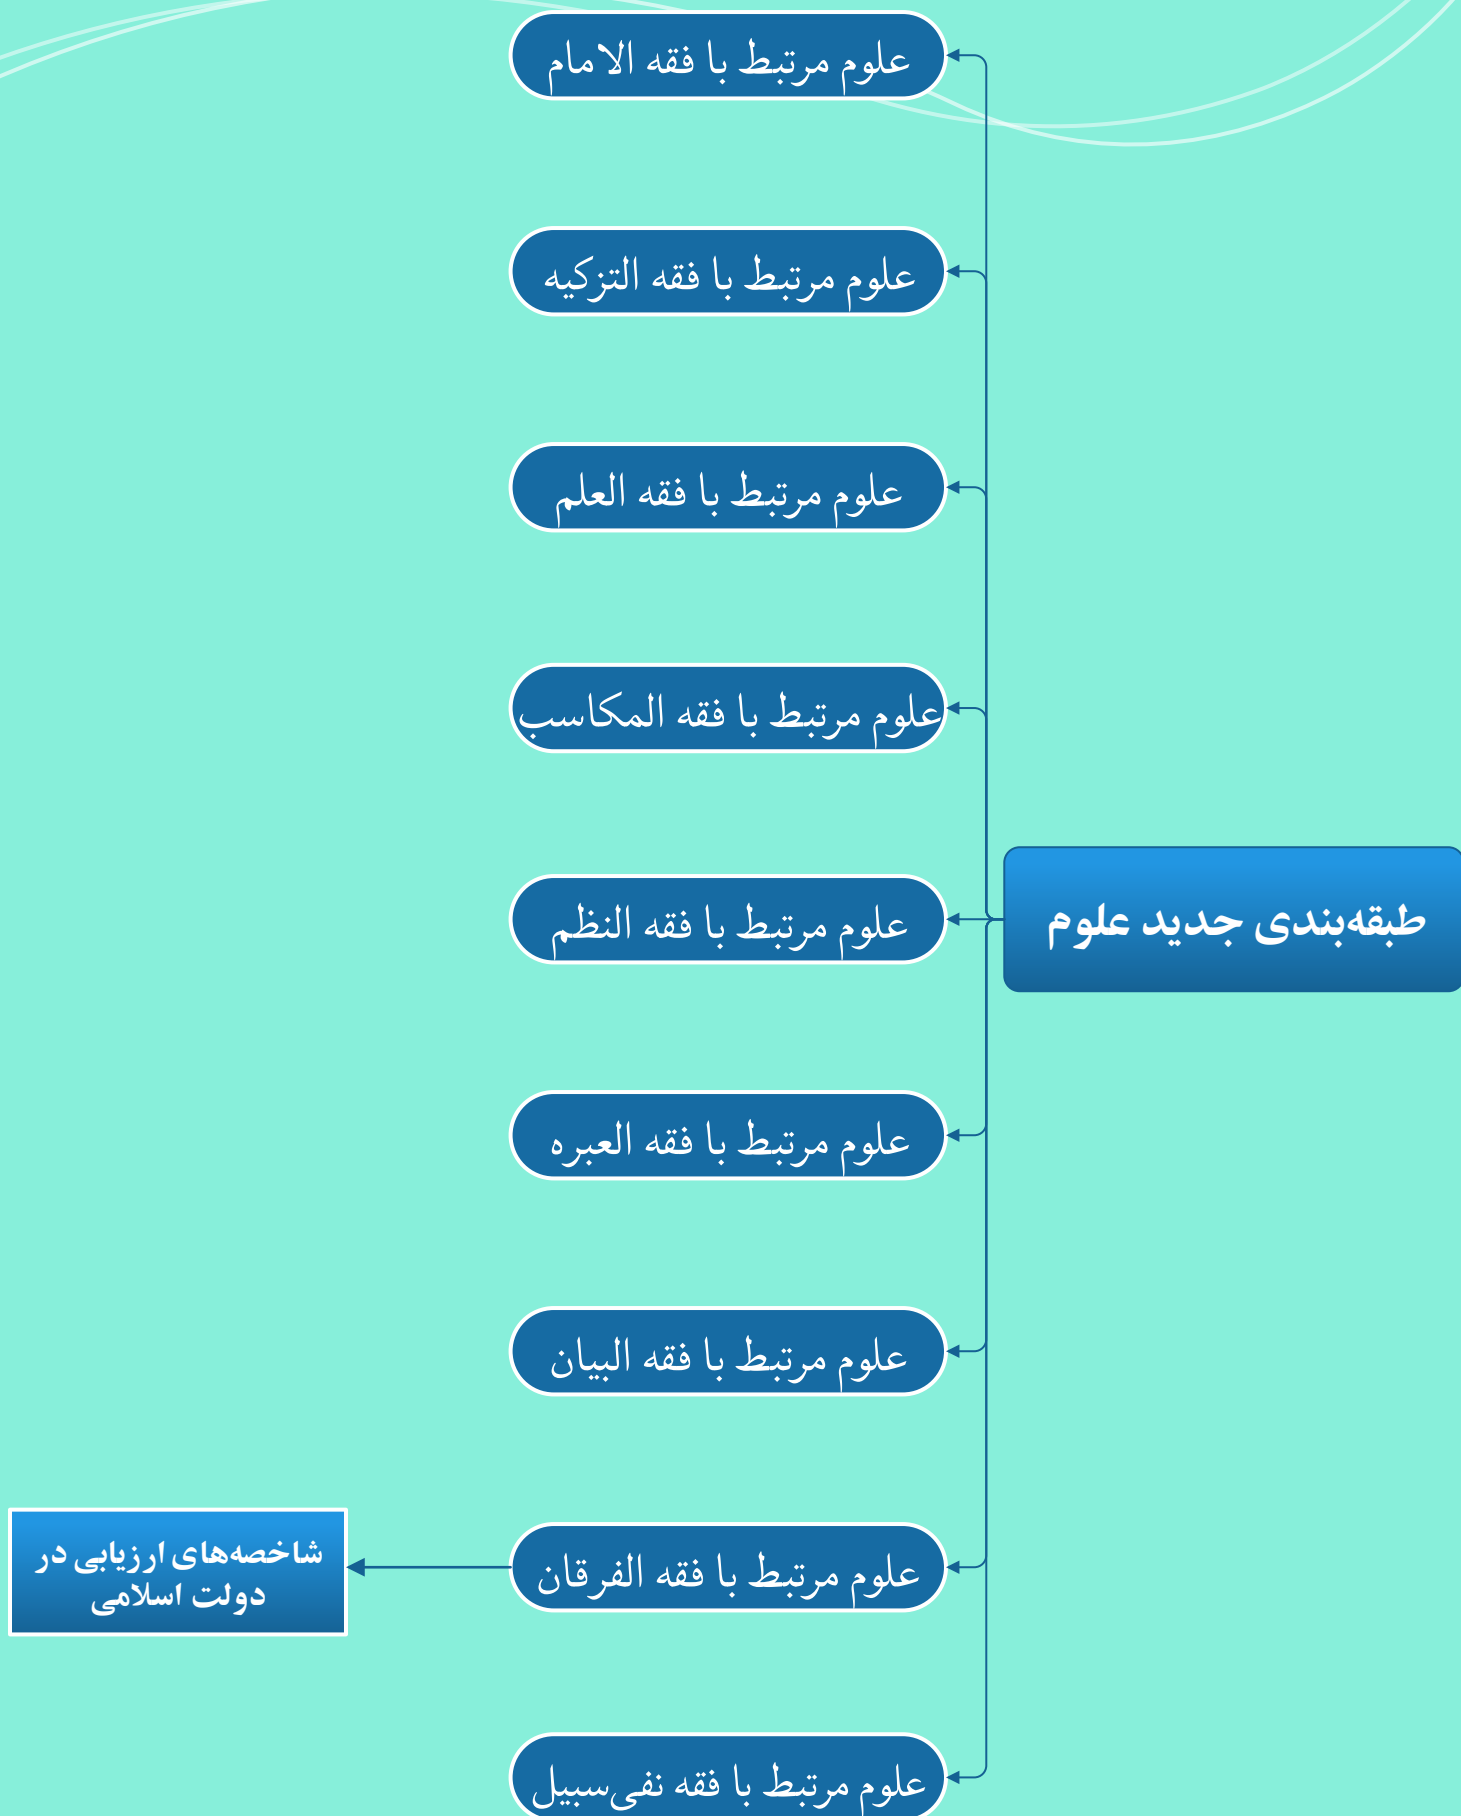 طبقه‌بندی جدید علوم
علوم مرتبط با فقه الامام
علوم مرتبط با فقه التزکیه
علوم مرتبط با فقه العلم
علوم مرتبط با فقه المکاسب
علوم مرتبط با فقه النظم
علوم مرتبط با فقه العبره
علوم مرتبط با فقه البیان
علوم مرتبط با فقه الفرقان
شاخصه‌های ارزیابی در
دولت اسلامی
علوم مرتبط با فقه نفی‌سبیل